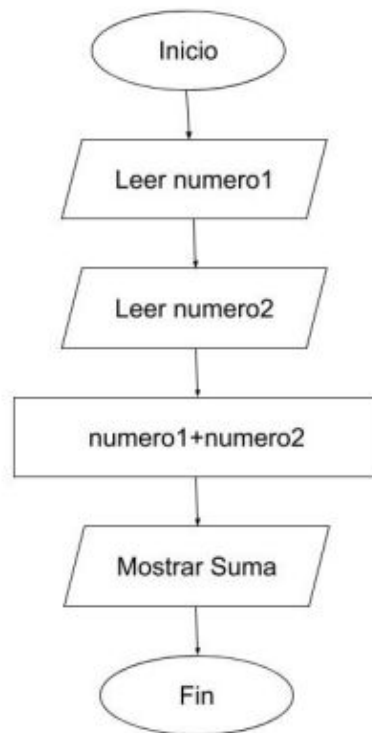 Inicio
Leer numero1
Leer numero2
numero1+numero2
Mostrar Suma
Fin